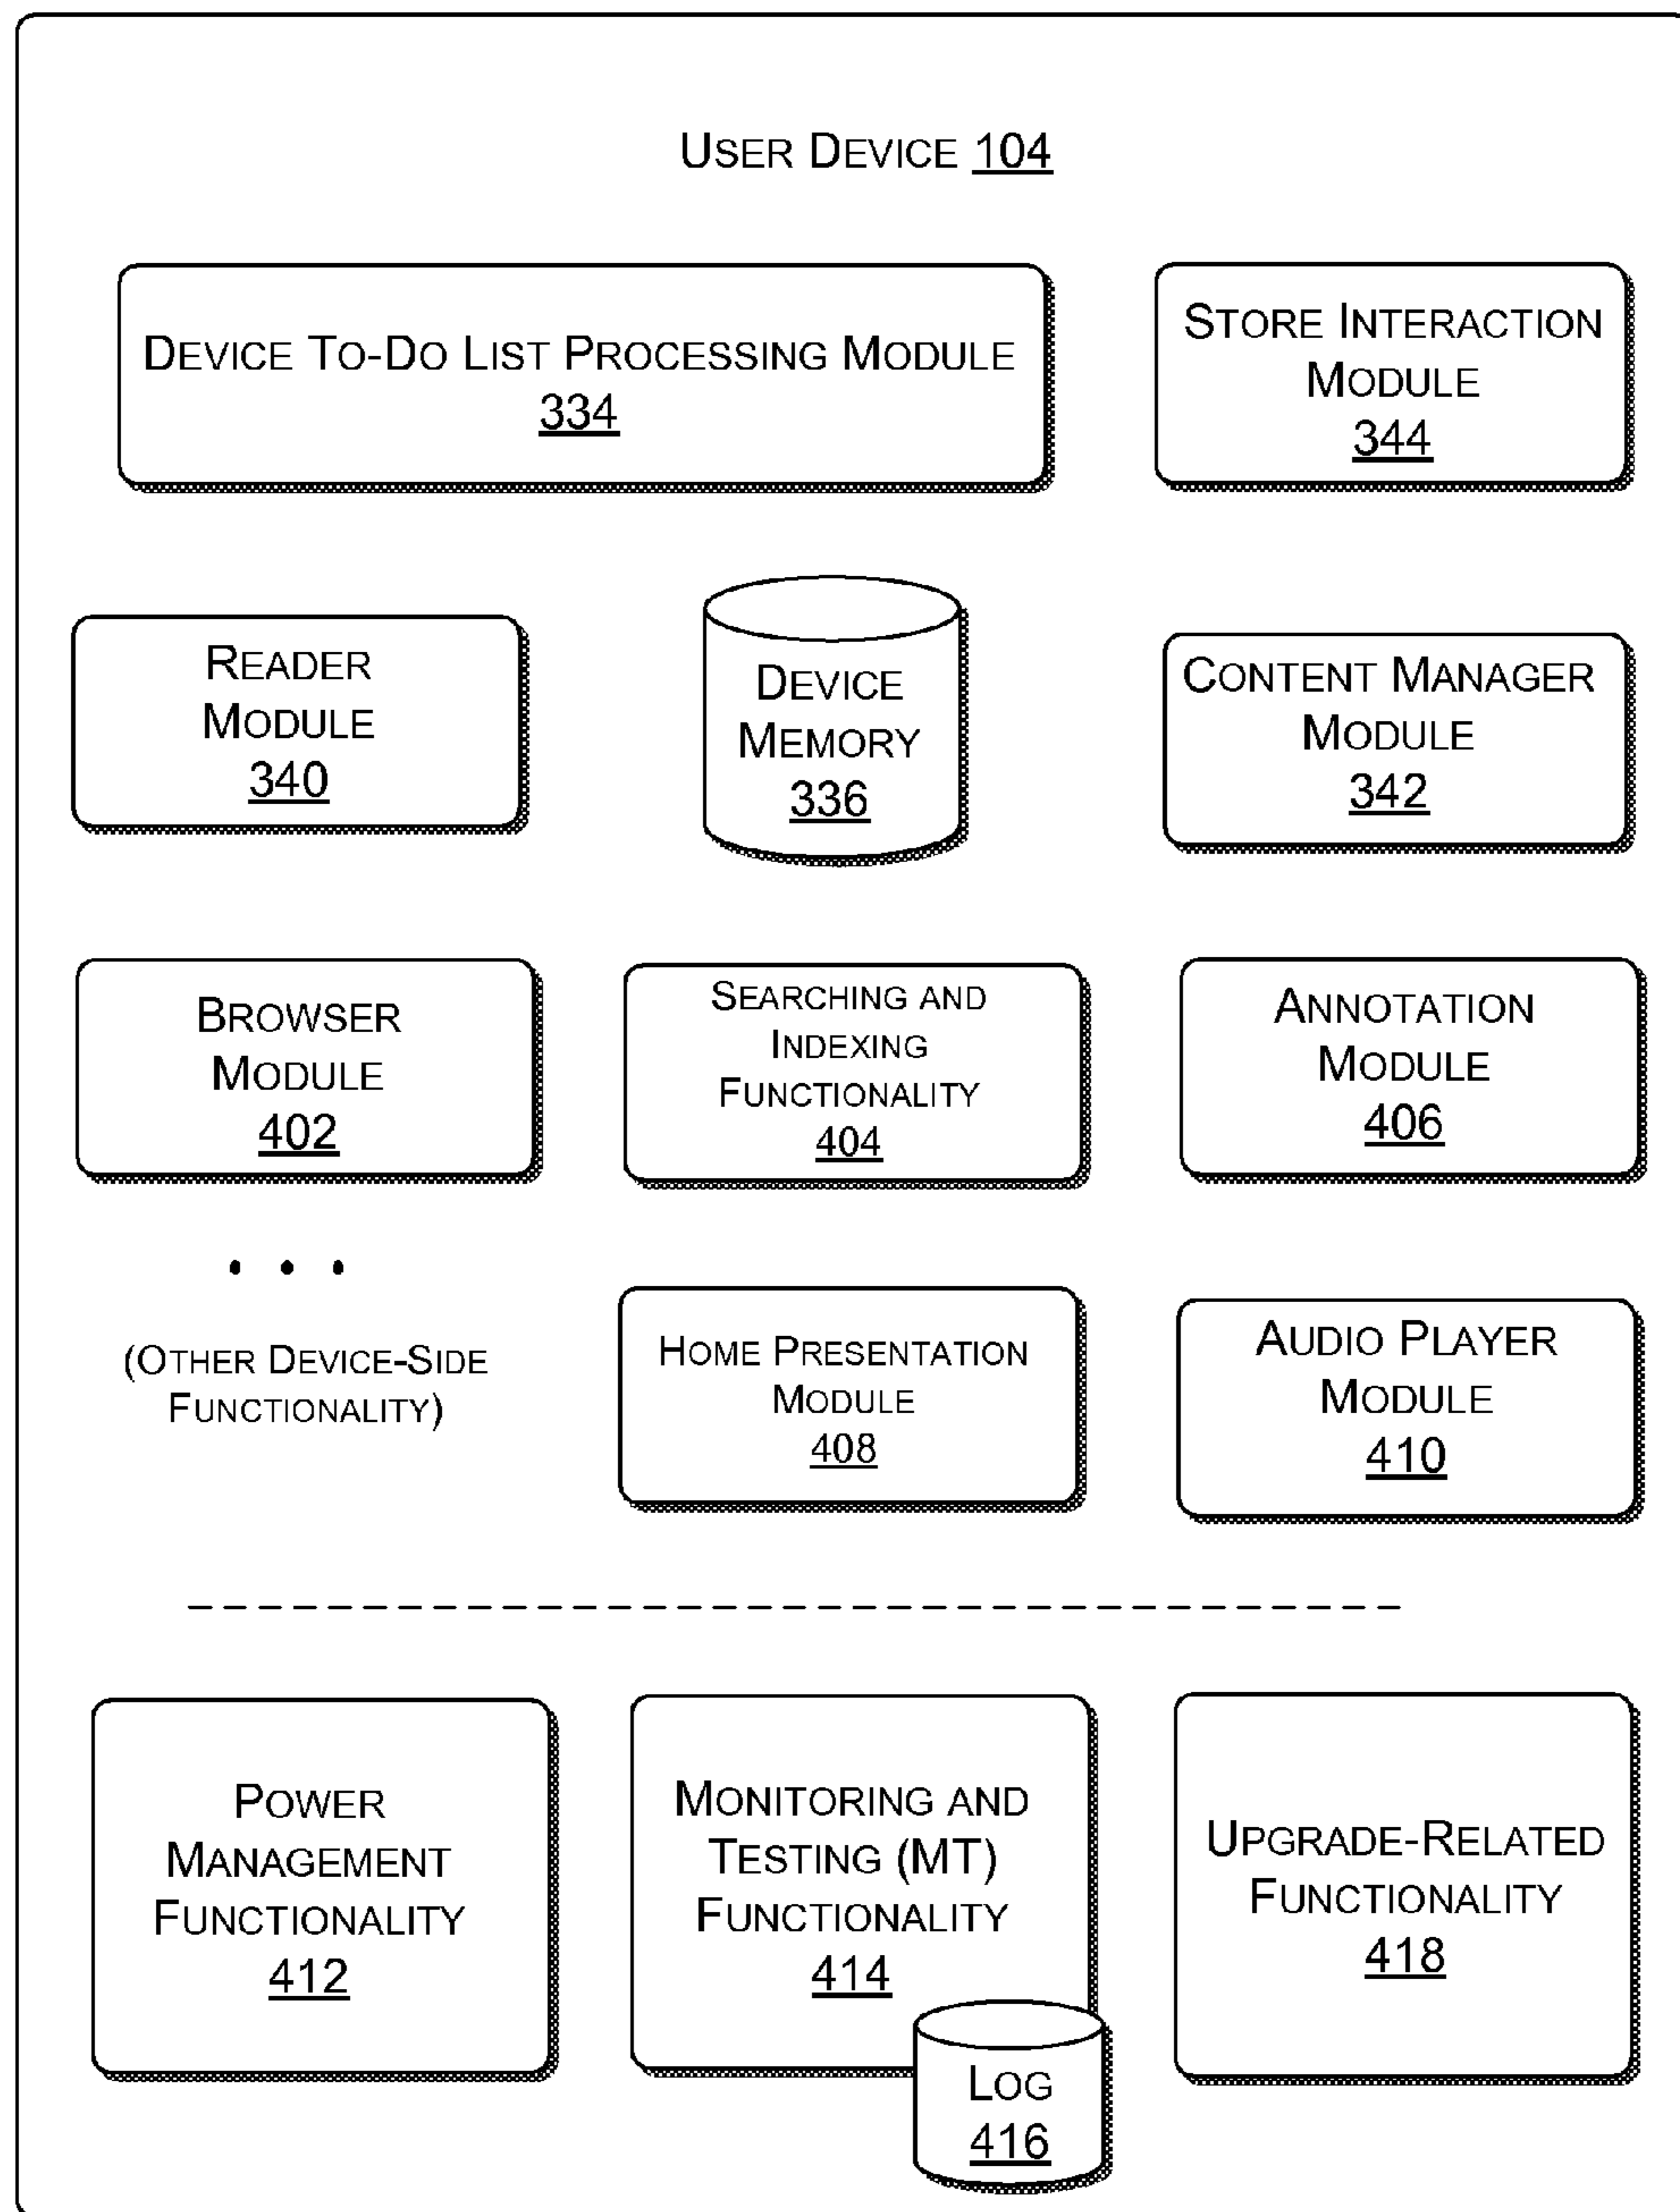 USER DEVICE 104
DEVICE TO-DO LIST PROCESSING MODULE
334
STORE INTERACTION
MODULE
344
READER
MODULE
340
DEVICE
MEMORY
336
CONTENT MANAGER
MODULE
342
BROWSER
MODULE
402
SEARCHING AND
INDEXING
FUNCTIONALITY
404
ANNOTATION
MODULE
406
. . .
(OTHER DEVICE-SIDE
FUNCTIONALITY)
HOME PRESENTATION
MODULE
408
AUDIO PLAYER
MODULE
410
POWER
MANAGEMENT
FUNCTIONALITY
412
MONITORING AND
TESTING (MT)
FUNCTIONALITY
414
LOG
416
UPGRADE-RELATED
FUNCTIONALITY
418